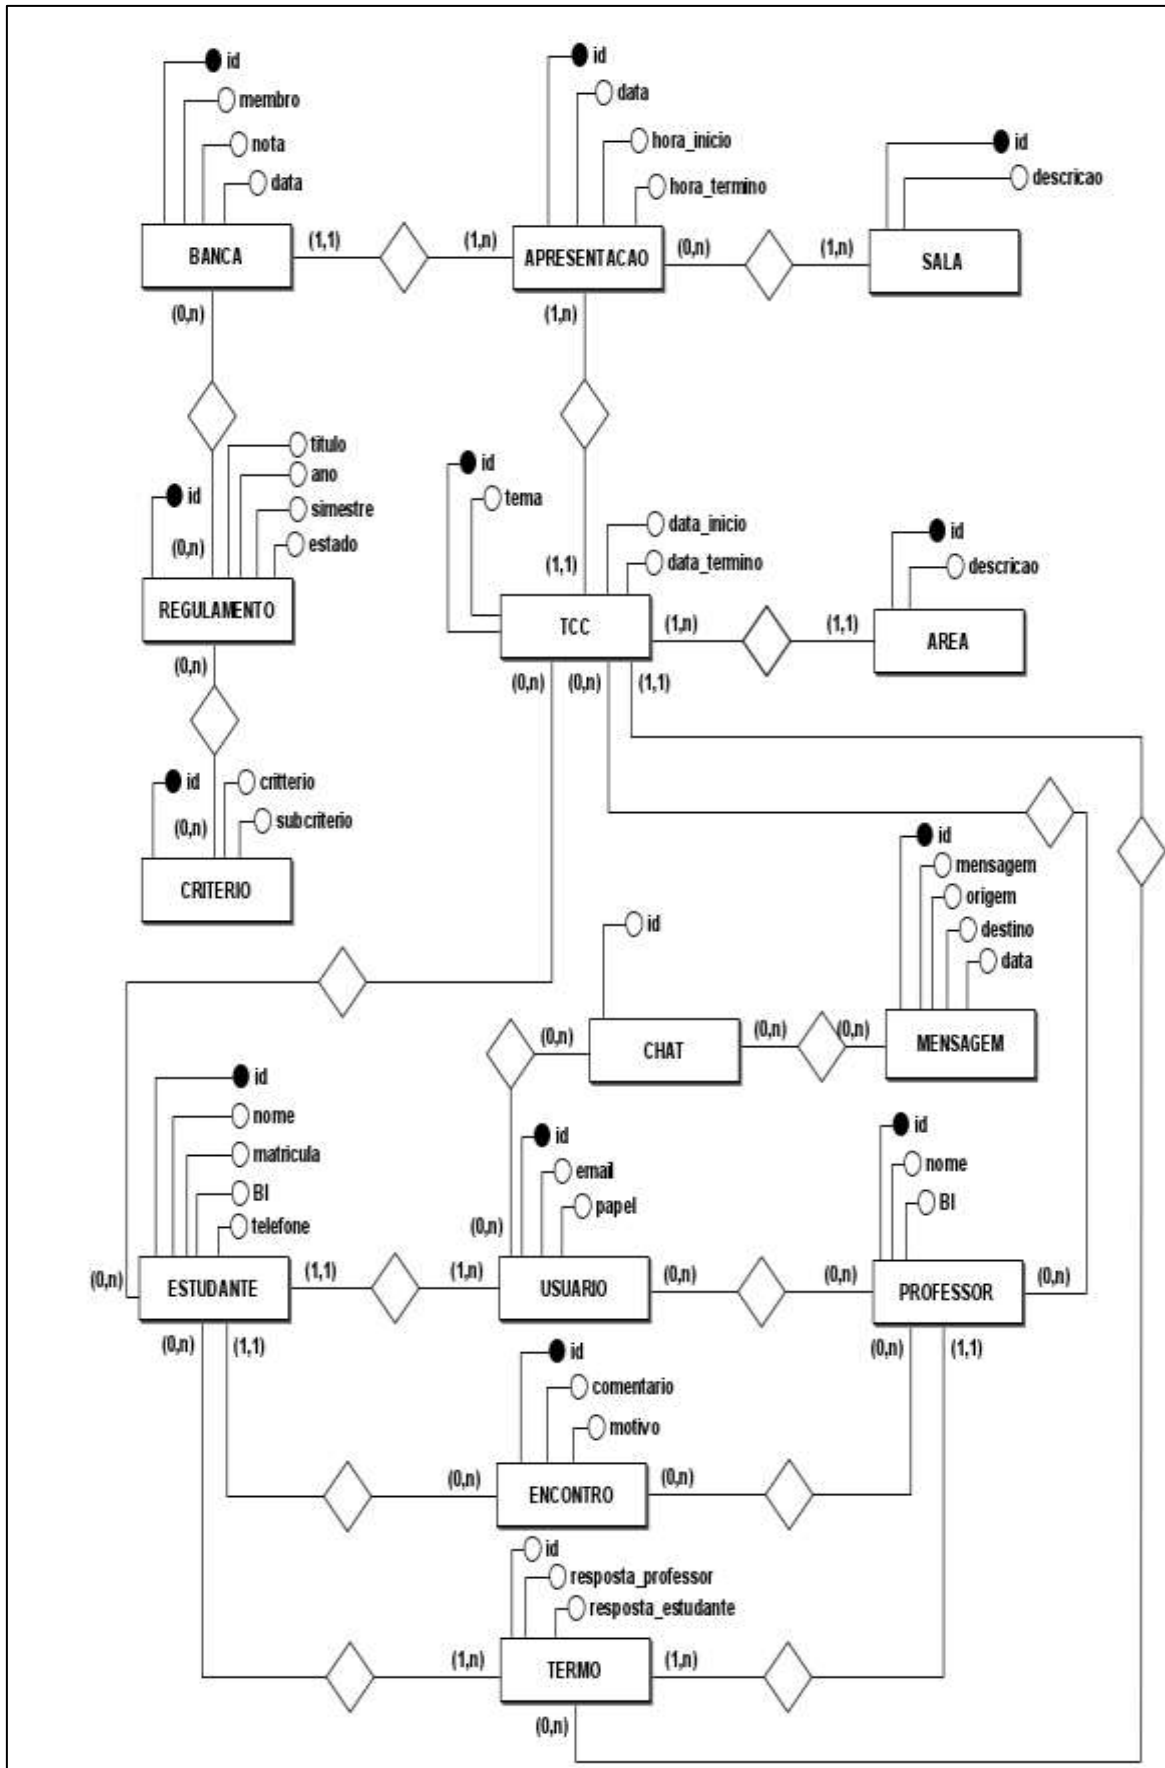 id
membro
nota
data
BANCA
(1,1)
(1,n)
(0,n)
id
data
hora_inicio
hora_termino
APRESENTACAO
(0,n)
(1,n)
(1,n)
id
descricao
SALA
titulo
ano
simestre
estado
id
(0,n)
REGULAMENTO
(0,n)
id
tema
data_inicio
data_termino
(1,1)
TCC
(1,n)
(1,1)
(0,n)
(0,n)
(1,1)
id
descricao
AREA
id
critterio
subcriterio
(0,n)
CRITERIO
id
mensagem
origem
destino
data
id
(0,n)
CHAT
(0,n)
(0,n)
MENSAGEM
id
nome
matricula
BI
telefone
(0,n)
ESTUDANTE
(1,1)
(1,n)
(0,n)
(1,1)
id
email
papel
(0,n)
USUARIO
(0,n)
(0,n)
id
nome
BI
PROFESSOR
(0,n)
(0,n)
(1,1)
id
comentario
motivo
(0,n)
ENCONTRO
(0,n)
id
resposta_professor
resposta_estudante
(1,n)
TERMO
(1,n)
(0,n)